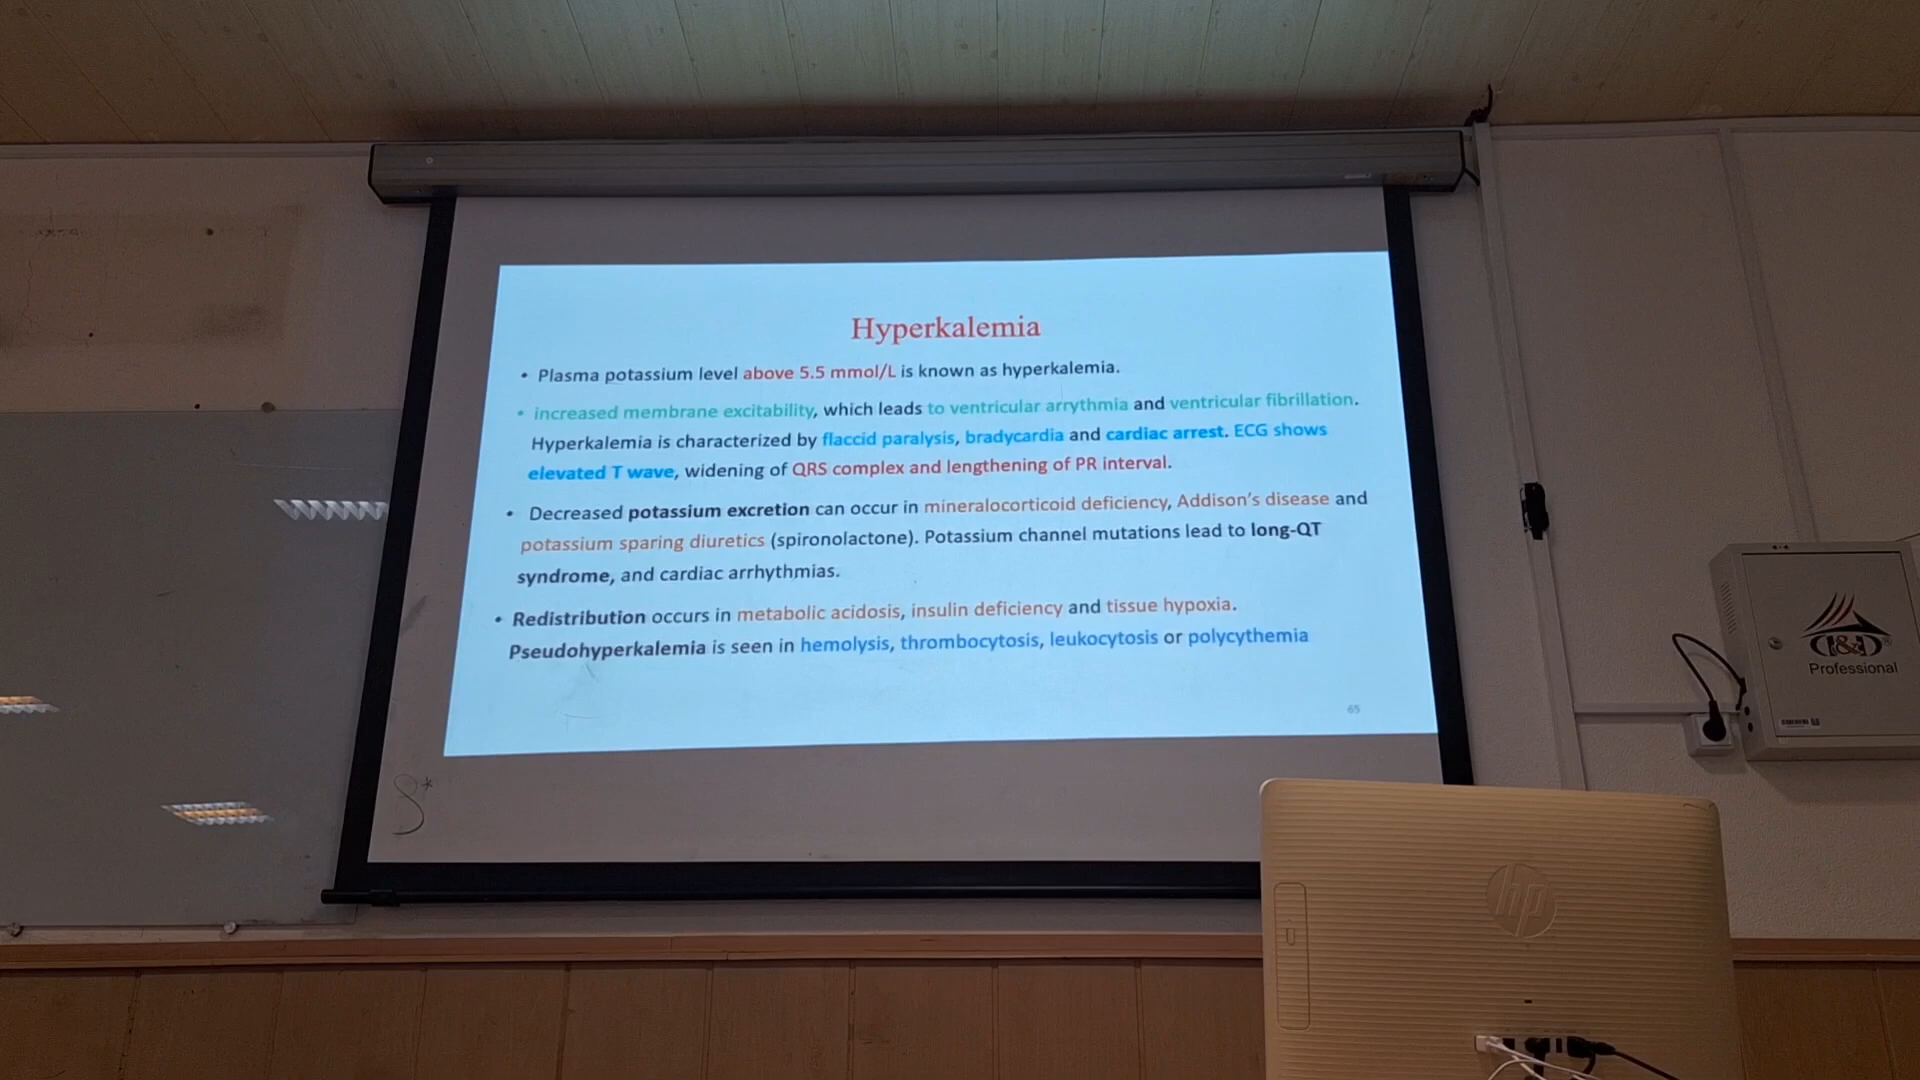 Hyperkalemia
• Plasma potassium level above 5.5 mmol/L is known as hyperkalemia.
• increased membrane excitability, which leads to ventricular arrythmia and ventricular fibrillation.
Hyperkalemia is characterized by flaccid paralysis, bradycardia and cardiac arrest. ECG shows
elevated T wave, widening of QRS complex and lengthening of PR interval.
• Decreased potassium excretion can occur in mineralocorticoid deficiency, Addison's disease and
potassium sparing diuretics (spironolactone). Potassium channel mutations lead to long-QT
syndrome, and cardiac arrhythmias.
• Redistribution occurs in metabolic acidosis, insulin deficiency and tissue hypoxia.
Pseudohyperkalemia is seen in hemolysis, thrombocytosis, leukocytosis or polycythemia
65
Professional
hp